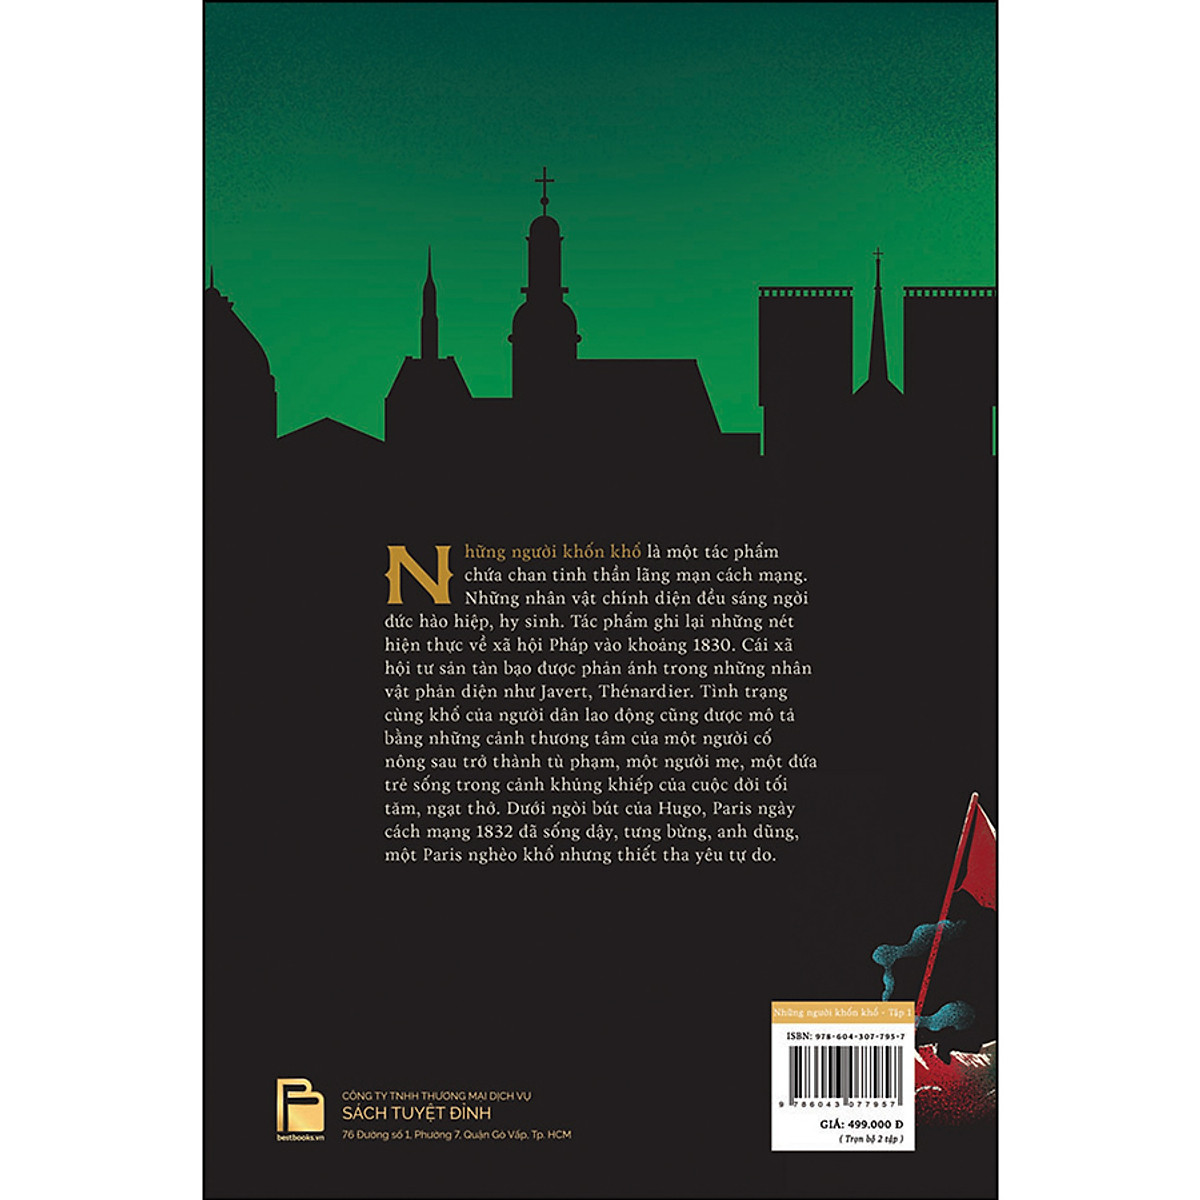 Những người khốn khổ là một tác phẩm
chứa chan tinh thần lãng mạn cách mạng.
Những nhân vật chính diện đều sáng ngời
đức hào hiệp, hy sinh. Tác phẩm ghi lại những nét
hiện thực về xã hội Pháp vào khoảng 1830. Cái xã
hội tư sản tàn bạo được phản ánh trong những nhân
vật phản diện như Javert, Thénardier. Tình trạng
cùng khổ của người dân lao động cũng được mô tả
bằng những cảnh thương tâm của một người cố
nông sau trở thành tù phạm, một người mẹ, một đứa
trẻ sống trong cảnh khủng khiếp của cuộc đời tối
tăm, ngạt thở. Dưới ngòi bút của Hugo, Paris ngày
cách mạng 1832 đã sống dậy, tưng bừng, anh dũng,
một Paris nghèo khổ nhưng thiết tha yêu tự do.
Những người khốn khổ - Tập 1
ISBN: 978-604-307-795-7
9 786043 077957
GIÁ: 499.000 Đ
( Trọn bộ 2 tập )
bestbooks.vn
CÔNG TY TNHH THƯƠNG MẠI DỊCH VỤ
SÁCH TUYỆT ĐỈNH
76 Đường số 1, Phường 7, Quận Gò Vấp, Tp. HCM